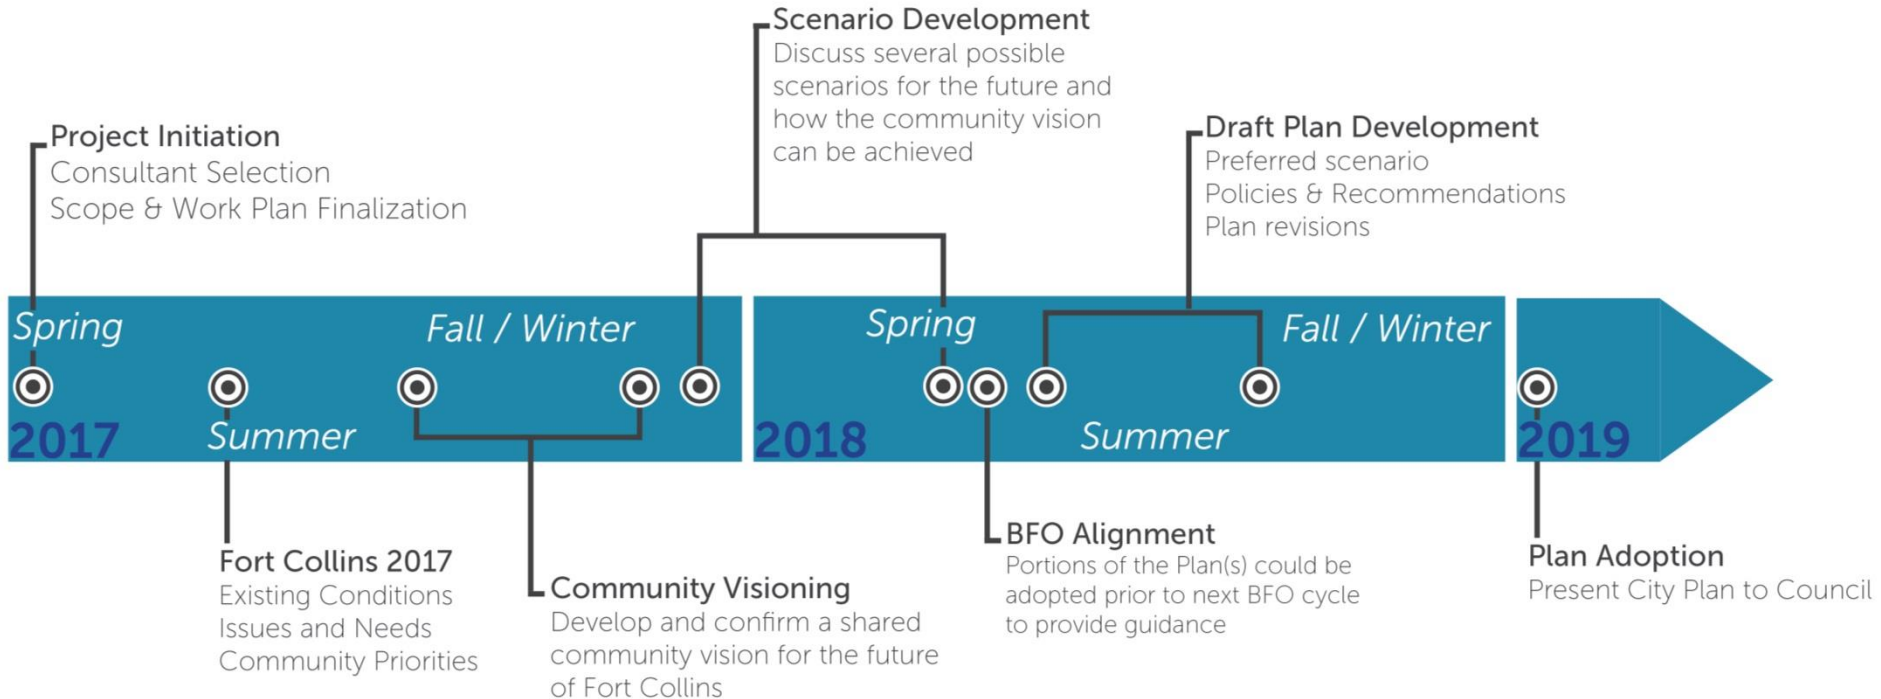 Scenario Development
Discuss several possible
scenarios for the future and
how the community vision
can be achieved
Project Initiation
Consultant Selection
Scope & Work Plan Finalization
Draft Plan Development
Preferred scenario
Policies & Recommendations
Plan revisions
Spring
Fall / Winter
Spring
Fall / Winter
2017
Summer
2018
Summer
2019
Fort Collins 2017
Existing Conditions
Issues and Needs
Community Priorities
Community Visioning
Develop and confirm a shared
community vision for the future
of Fort Collins
BFO Alignment
Portions of the Plan(s) could be
adopted prior to next BFO cycle
to provide guidance
Plan Adoption
Present City Plan to Council